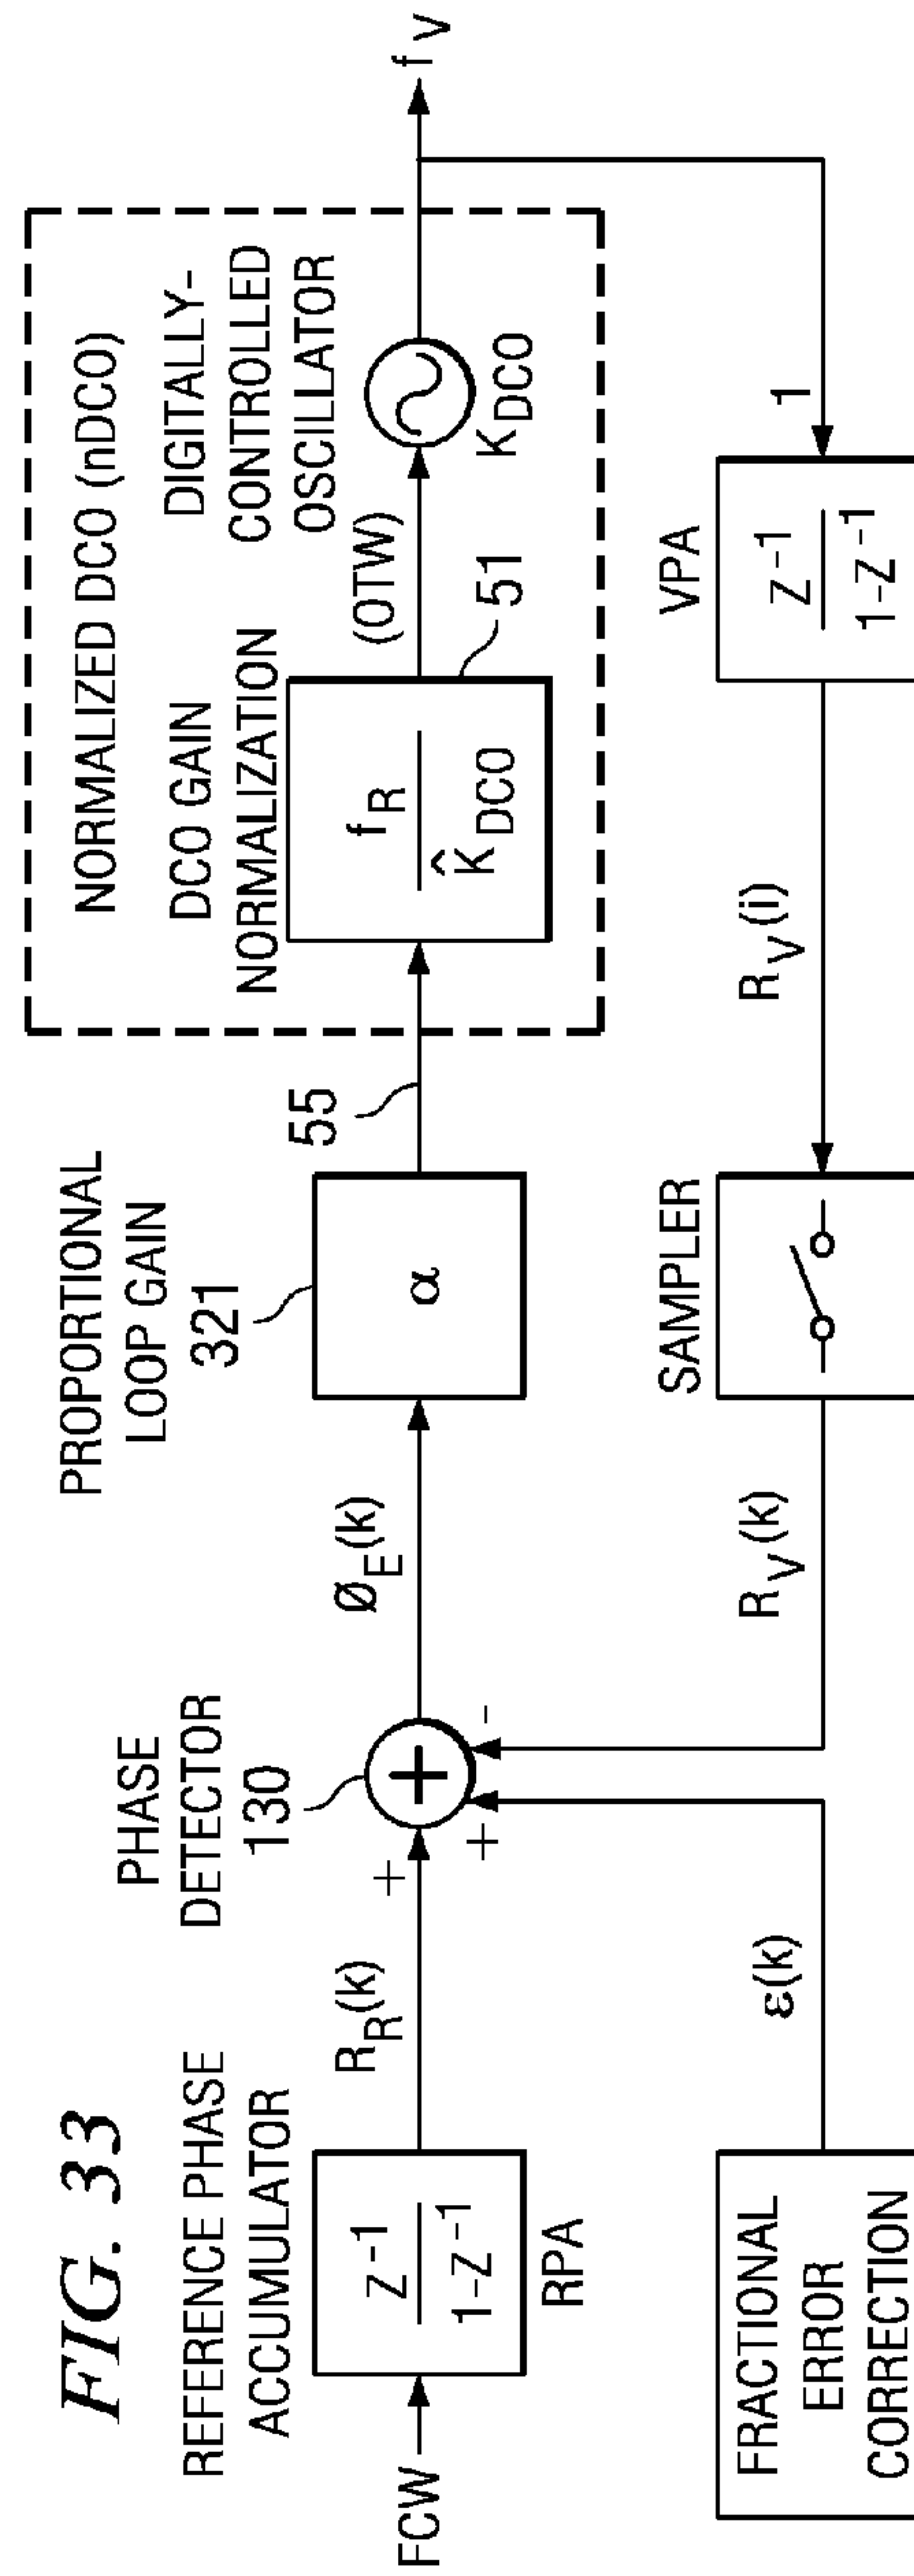 FIG. 33
REFERENCE PHASE
ACCUMULATOR
FCW
Z⁻¹
1-Z⁻¹
RPA
R_R(k)
PHASE
DETECTOR
130
+
+
+
-
Ø_E(k)
PROPORTIONAL
LOOP GAIN
321
α
55
NORMALIZED DCO (nDCO)
DCO GAIN
NORMALIZATION
f_R
K̂_DCO
51
(OTW)
DIGITALLY-
CONTROLLED
OSCILLATOR
K_DCO
f_V
FRACTIONAL
ERROR
CORRECTION
ε(k)
R_V(k)
SAMPLER
R_V(i)
VPA
Z⁻¹
1-Z⁻¹
1